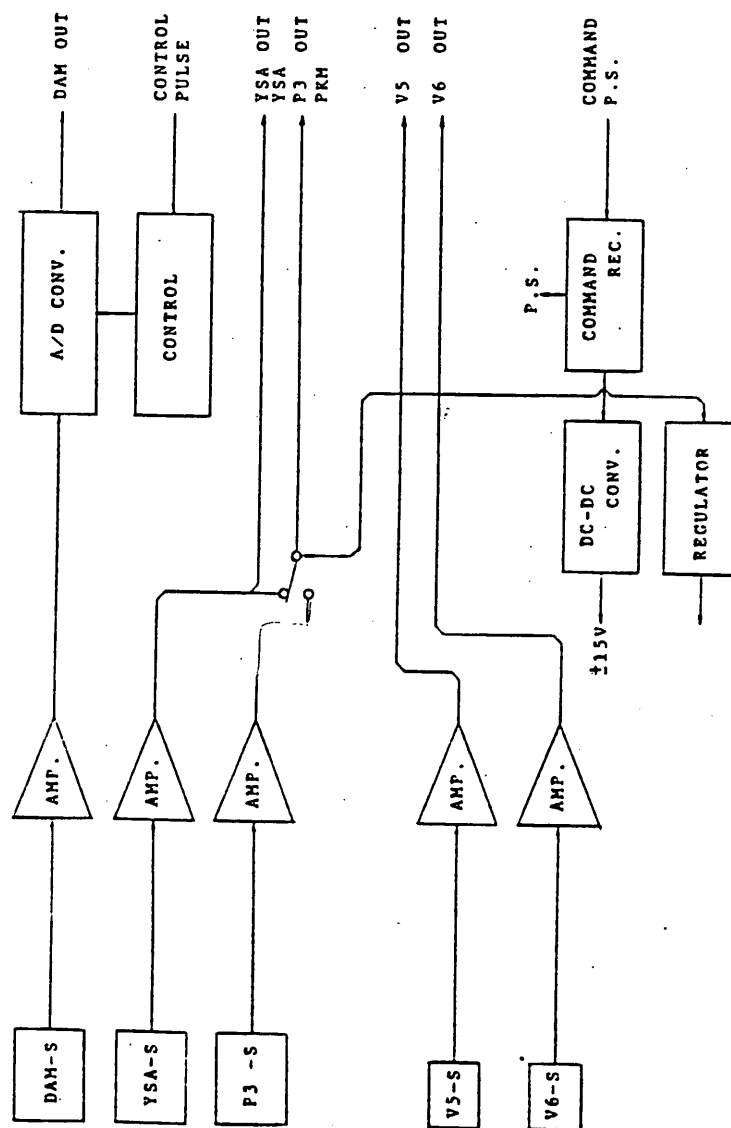 DAM-S
AMP.
A/D CONV.
DAM OUT
CONTROL
CONTROL
PULSE
YSA-S
AMP.
YSA OUT
YSA
P3 OUT
PKM
P3 -S
AMP.
V5-S
AMP.
V5 OUT
V6-S
AMP.
V6 OUT
±15V
DC-DC
CONV.
P.S.
COMMAND
REC.
COMMAND
P.S.
REGULATOR